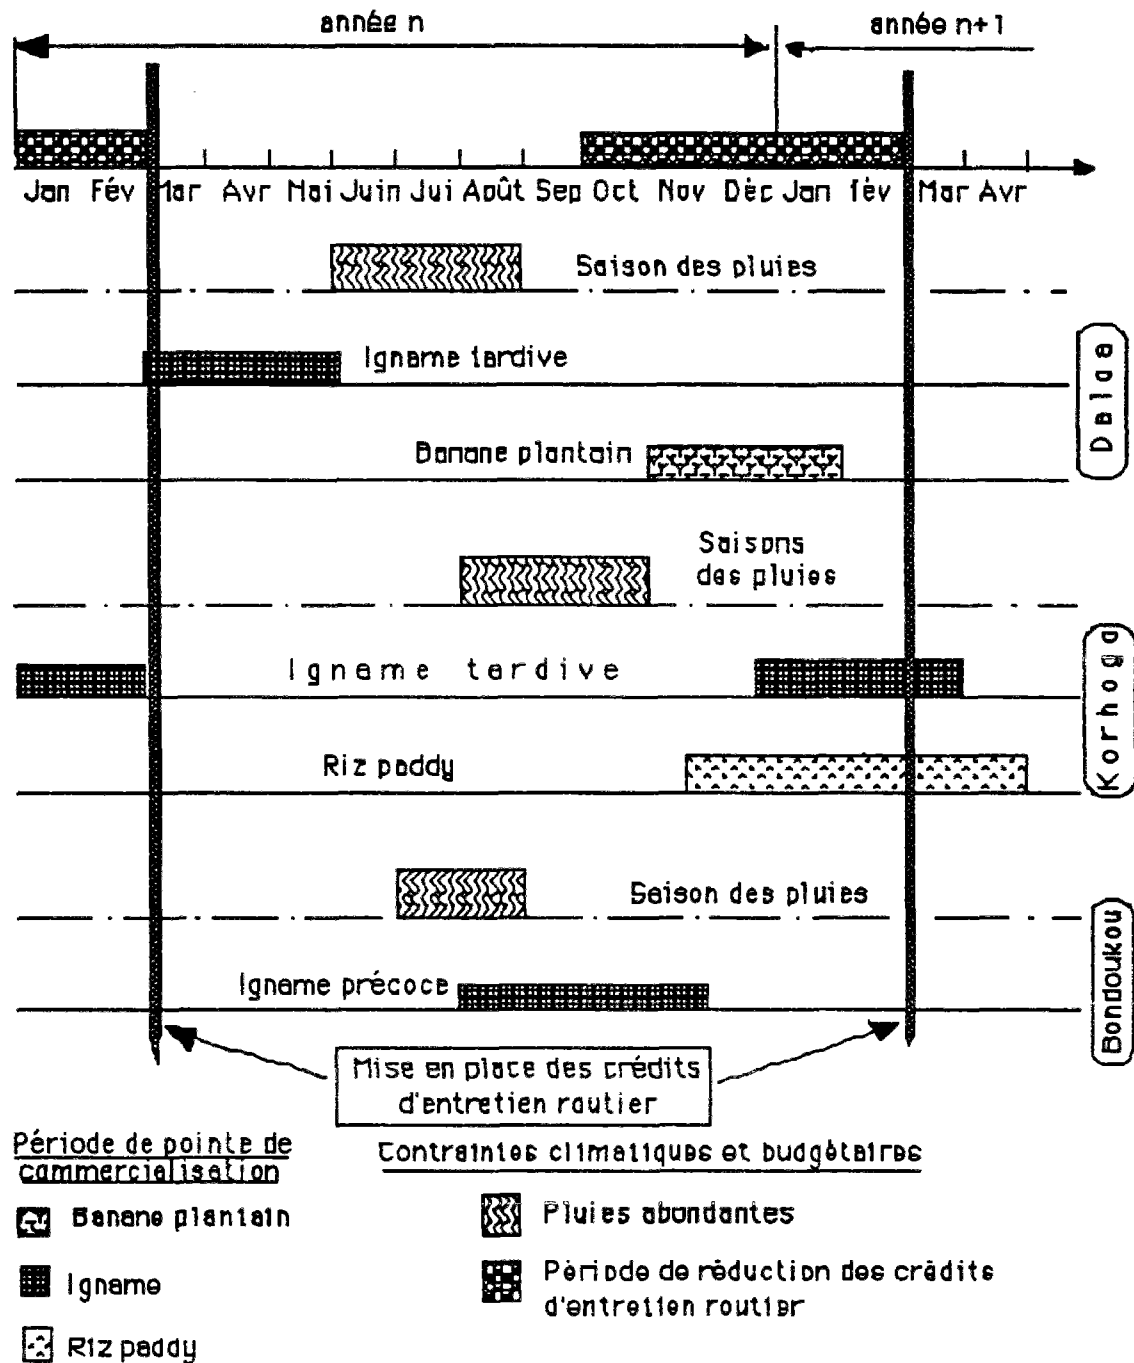 année n
année n+1
Jan Fév Mar Avr Mai Juin Jui Août Sep Oct Nov Déc Jan fév Mar Avr
Saison des pluies
Igname tardive
Banane plantain
Daloa
Saisons
des pluies
Igname tardive
Riz paddy
Korhogo
Saison des pluies
Igname précoce
Bondoukou
Mise en place des crédits
d'entretien routier
Période de pointe de
commercialisation
Banane plantain
Igname
Riz paddy
Contraintes climatiques et budgétaires
Pluies abondantes
Période de réduction des crédits
d'entretien routier